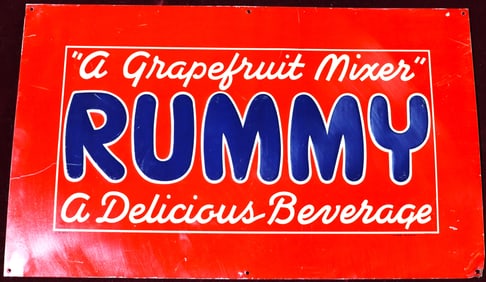 "A Grapefruit Mixer"
RUMMY
A Delicious Beverage